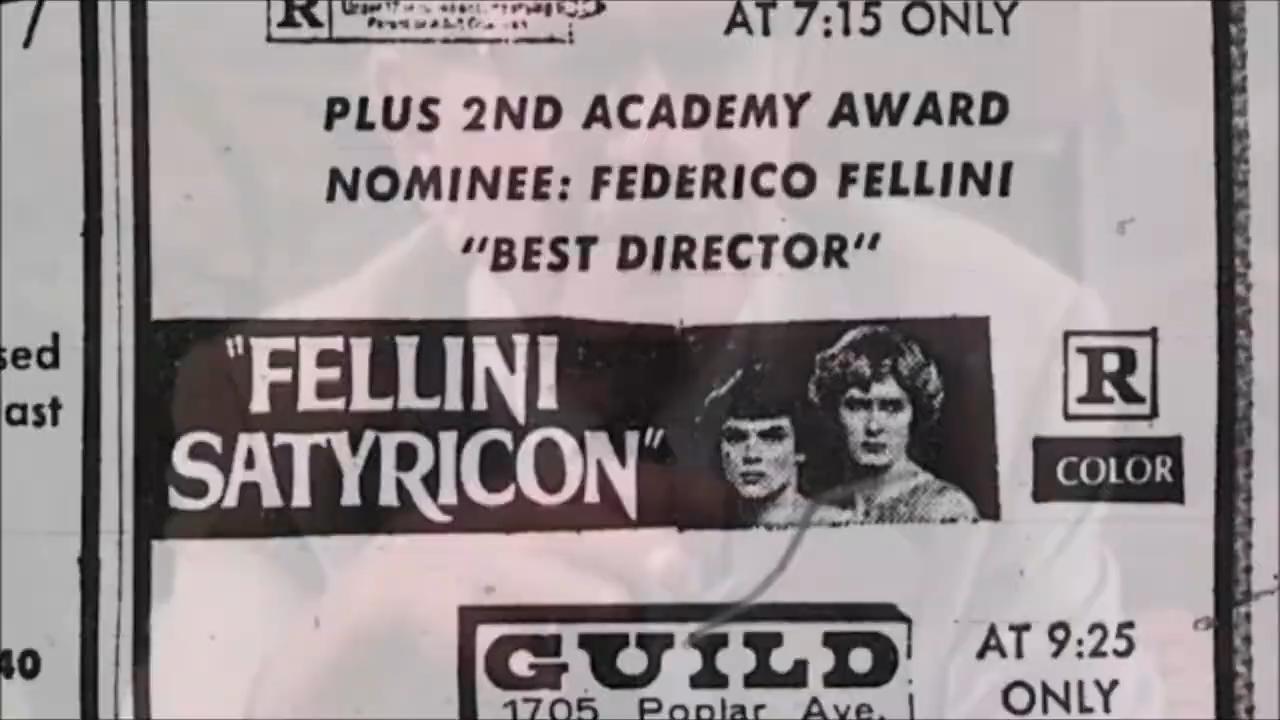 R
AT 7:15 ONLY
PLUS 2ND ACADEMY AWARD
NOMINEE: FEDERICO FELLINI
"BEST DIRECTOR"
"FELLINI
SATYRICON"
R
COLOR
sed
ast
40
GUILD
1705 Poplar Ave.
AT 9:25
ONLY